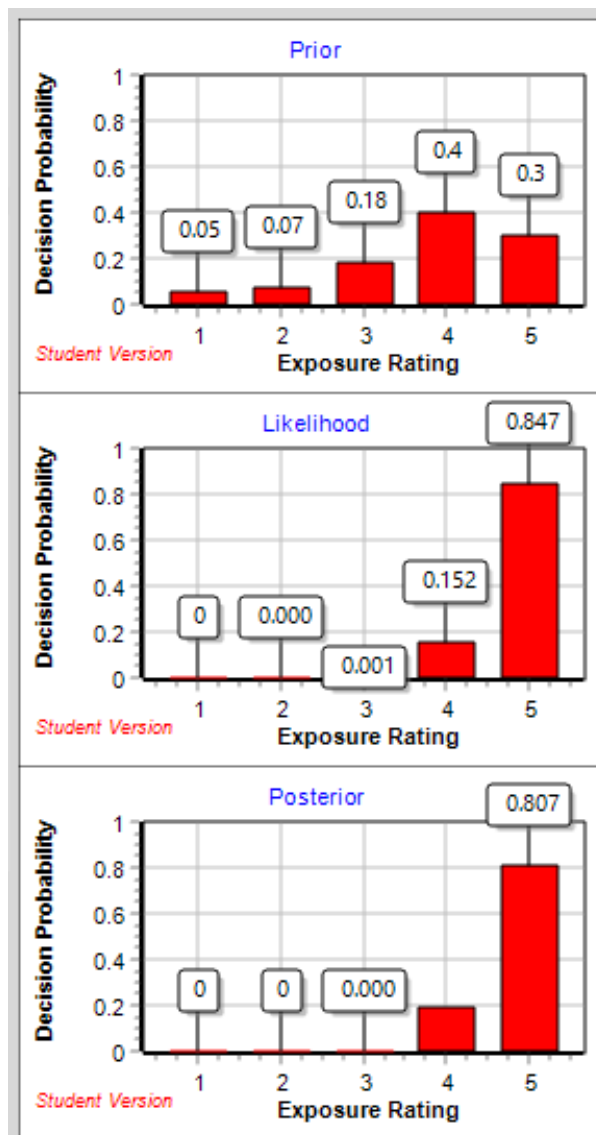 Prior
Decision Probability
1
0.8
0.6
0.4
0.2
0
0.05
0.07
0.18
0.4
0.3
1 2 3 4 5
Student Version
Exposure Rating
Likelihood
Decision Probability
1
0.8
0.6
0.4
0.2
0
0
0.000
0.001
0.152
0.847
1 2 3 4 5
Student Version
Exposure Rating
Posterior
Decision Probability
1
0.8
0.6
0.4
0.2
0
0
0
0.000
0.807
1 2 3 4 5
Student Version
Exposure Rating